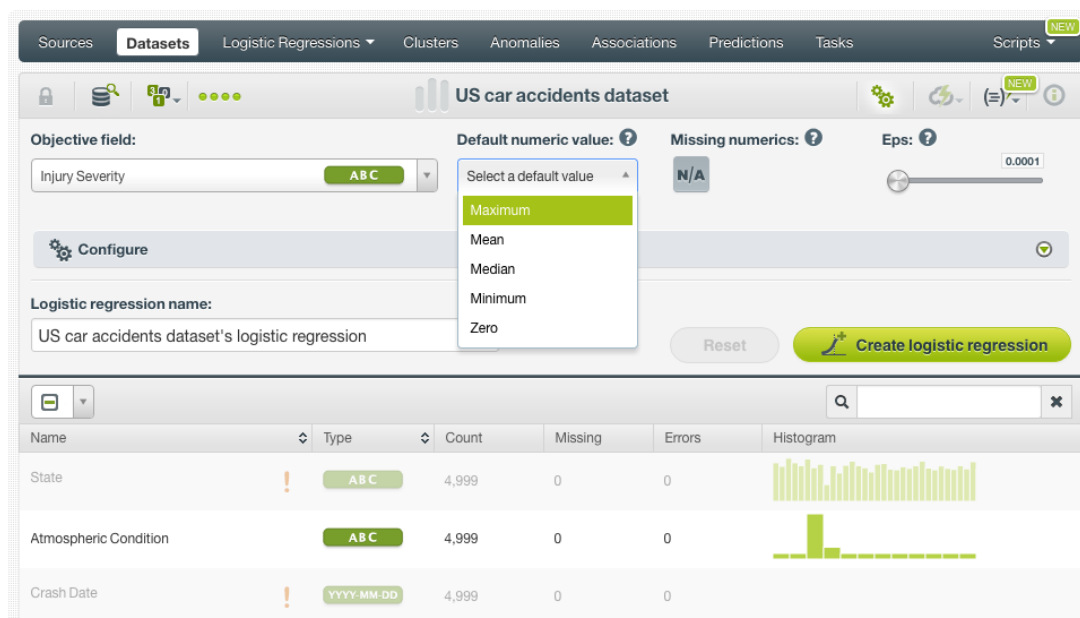 NEW
Sources Datasets Logistic Regressions Clusters Anomalies Associations Predictions Tasks Scripts
NEW
US car accidents dataset
Objective field: Default numeric value: ? Missing numerics: ? Eps: ?
0.0001
Injury Severity ABC Select a default value N/A
Maximum
Mean
Configure
Median
Logistic regression name: Minimum
Zero
US car accidents dataset's logistic regression
Reset Create logistic regression
Name Type Count Missing Errors Histogram
State ! ABC 4,999 0 0
Atmospheric Condition ABC 4,999 0 0
Crash Date ! YYYY-MM-DD 4,999 0 0